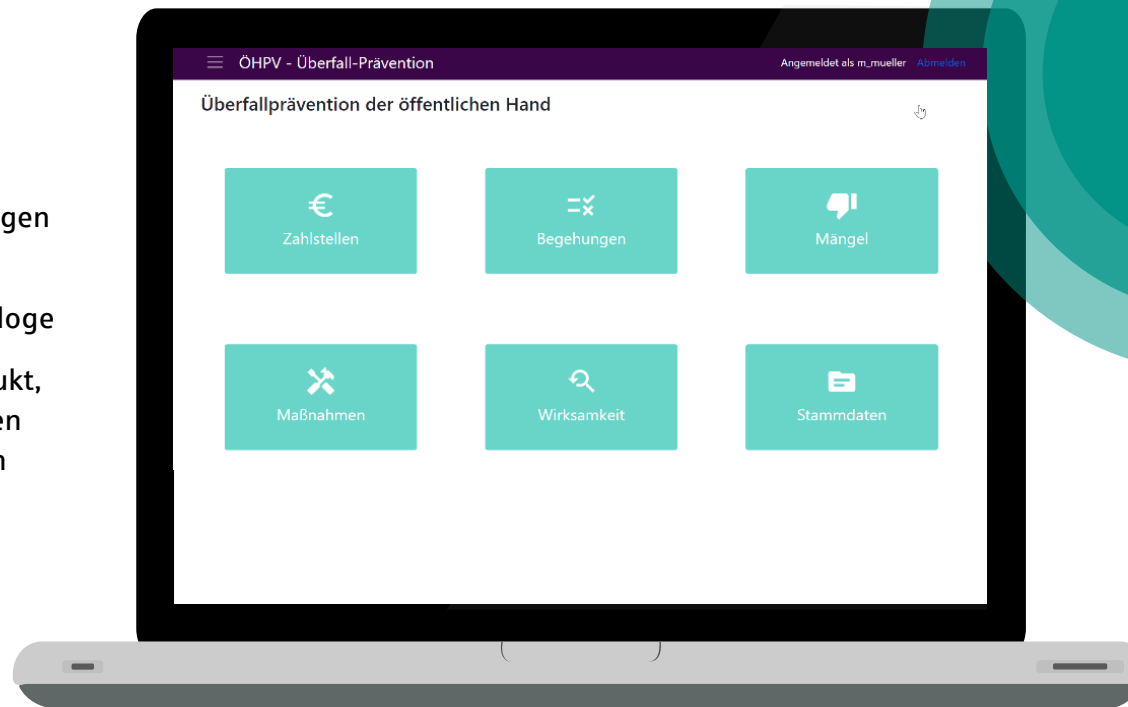 gen
loge
ukt,
en
n
ÖHPV - Überfall-Prävention
Angemeldet als m_mueller Abmelden
Überfallprävention der öffentlichen Hand
Zahlstellen
Begehungen
Mängel
Maßnahmen
Wirksamkeit
Stammdaten